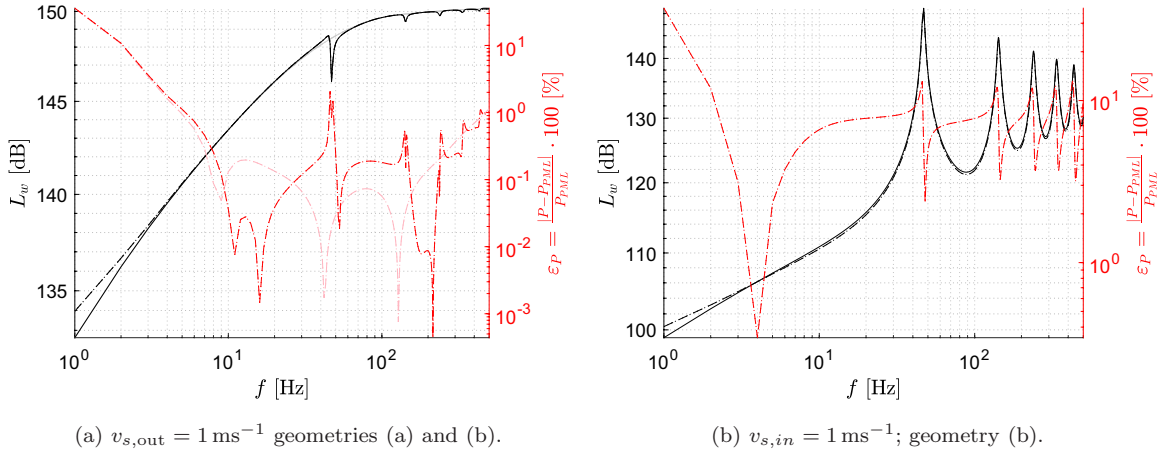 150
145
140
135
L_w [dB]
10^1
10^0
10^-1
10^-2
10^-3
ε_P = |P−P_PML| / P_PML · 100 [%]
10^0 10^1 10^2
f [Hz]
(a) v_s,out = 1 ms^−1 geometries (a) and (b).
140
130
120
110
100
L_w [dB]
10^1
10^0
ε_P = |P−P_PML| / P_PML · 100 [%]
10^0 10^1 10^2
f [Hz]
(b) v_s,in = 1 ms^−1; geometry (b).